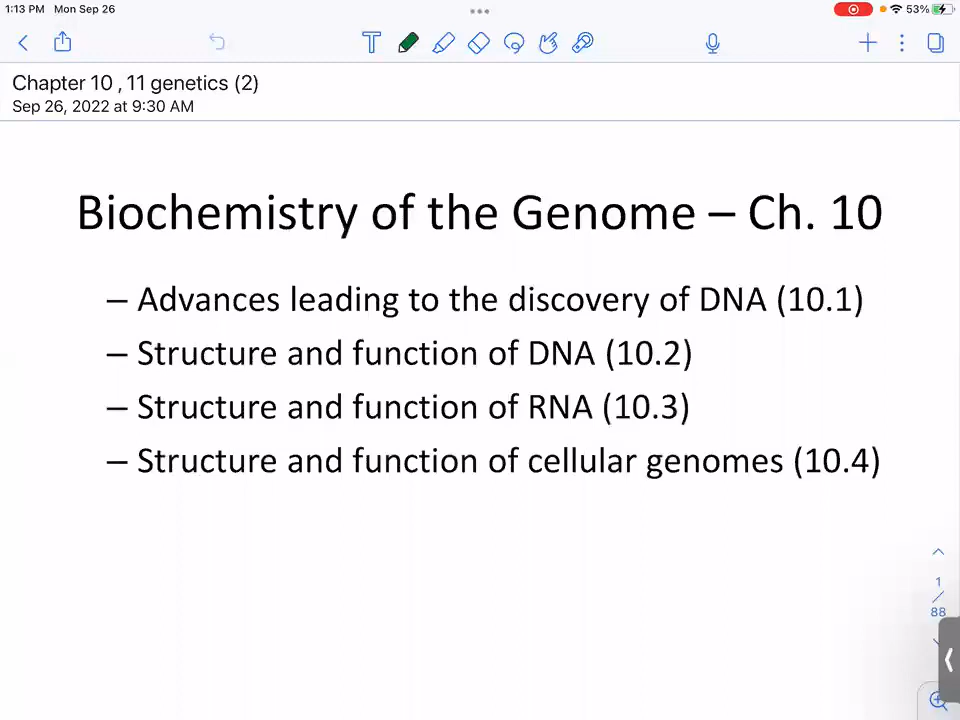 1:13 PM Mon Sep 26
53%
T
Chapter 10 , 11 genetics (2)
Sep 26, 2022 at 9:30 AM
Biochemistry of the Genome – Ch. 10
– Advances leading to the discovery of DNA (10.1)
– Structure and function of DNA (10.2)
– Structure and function of RNA (10.3)
– Structure and function of cellular genomes (10.4)
1
/
88